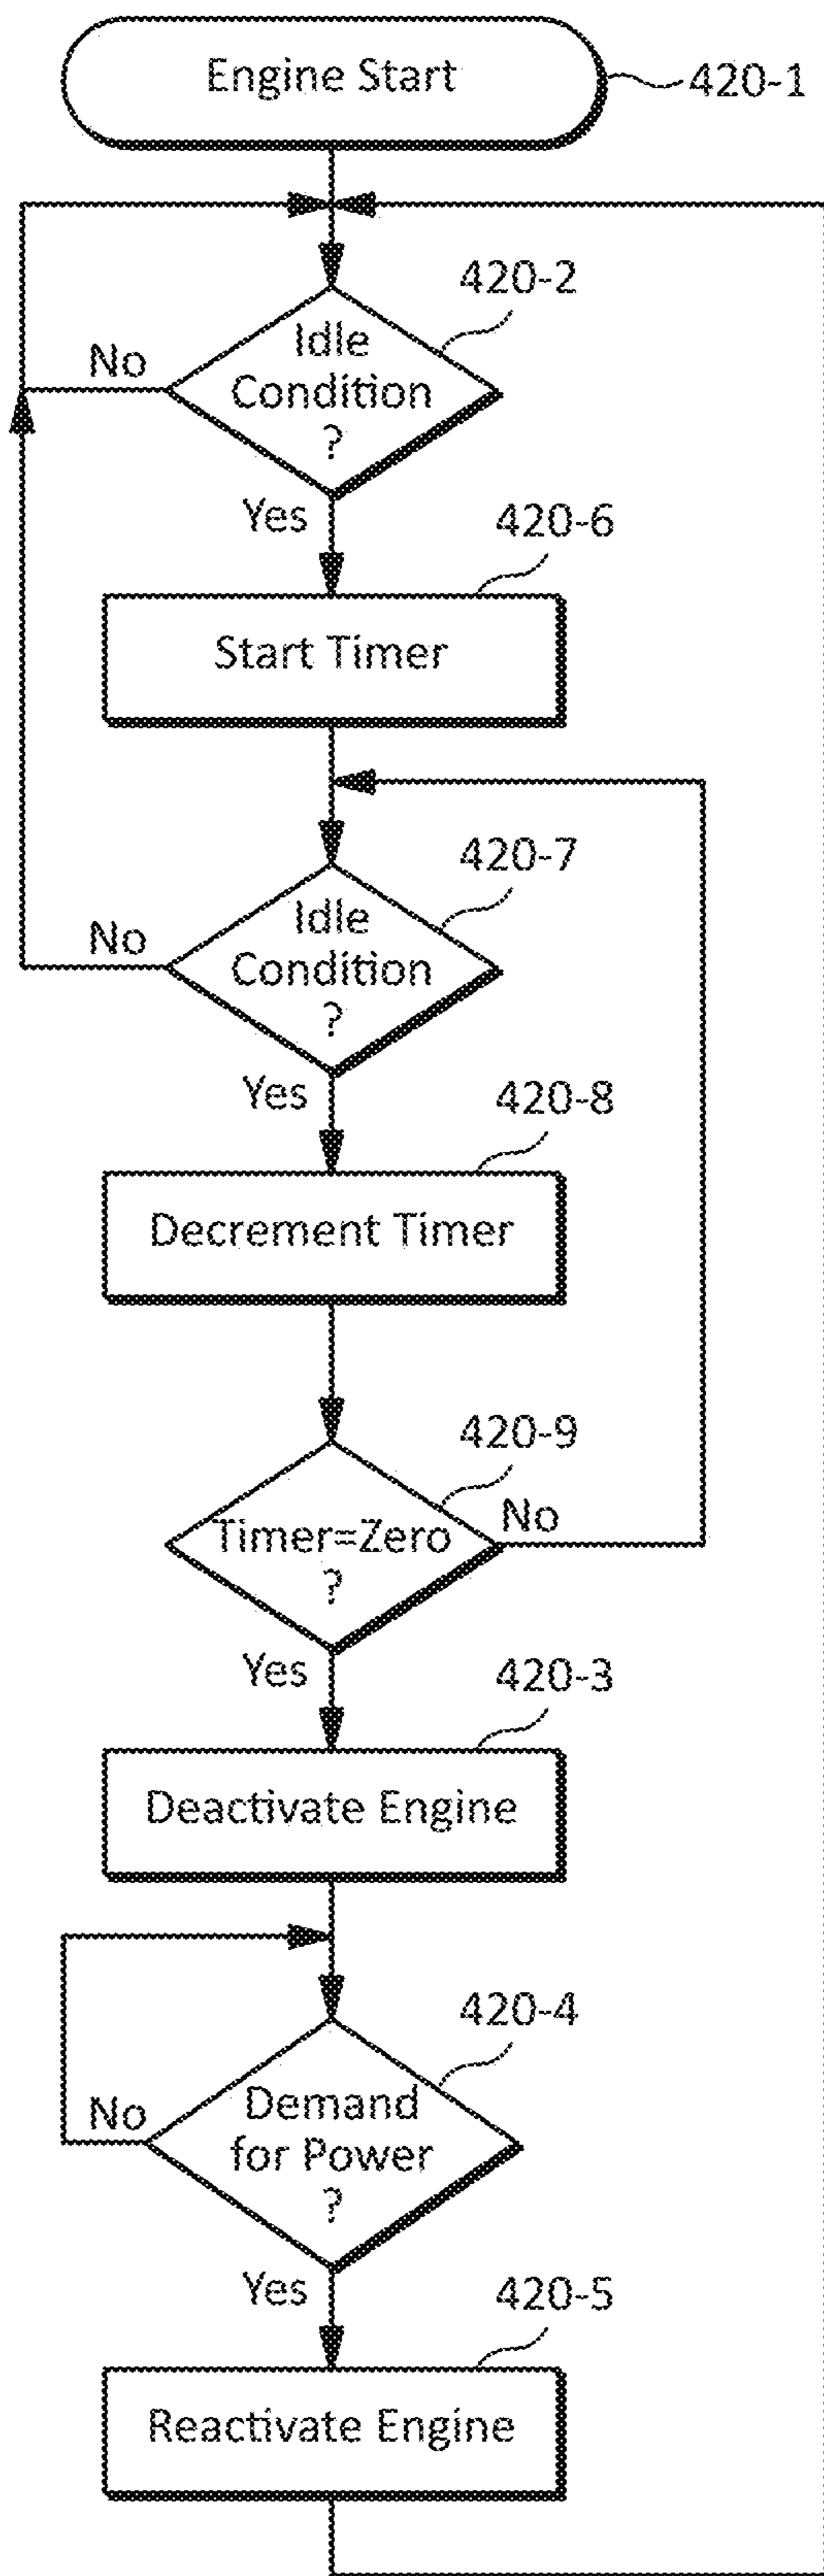 Engine Start
420-1
420-2
Idle
Condition
?
No
Yes
420-6
Start Timer
420-7
Idle
Condition
?
No
Yes
420-8
Decrement Timer
420-9
Timer=Zero
?
No
Yes
420-3
Deactivate Engine
420-4
Demand
for Power
?
No
Yes
420-5
Reactivate Engine